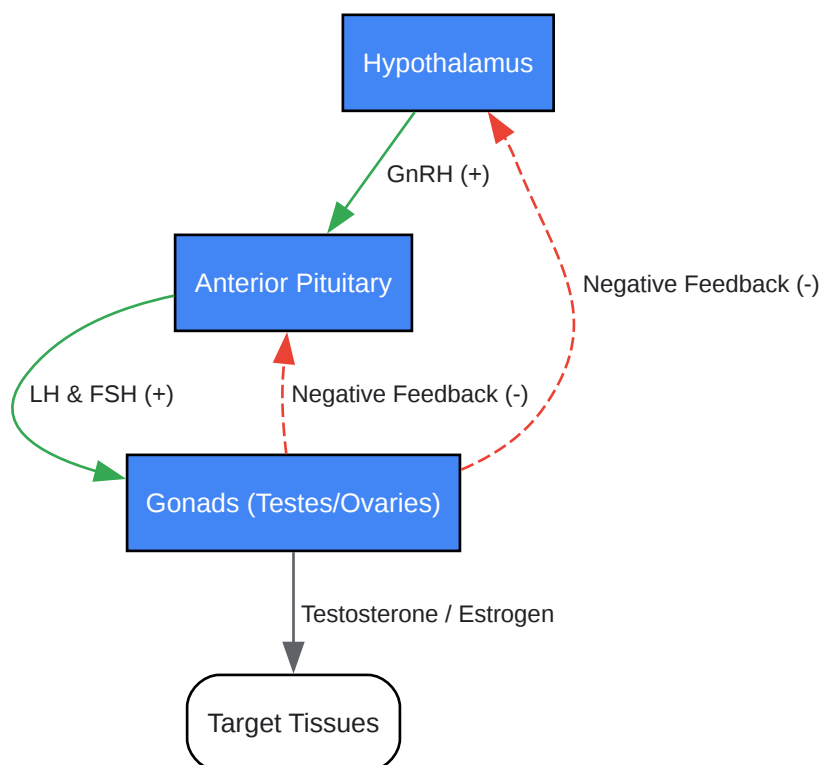 Hypothalamus
GnRH (+)
Anterior Pituitary
Negative Feedback (-)
LH & FSH (+)
Negative Feedback (-)
Gonads (Testes/Ovaries)
Testosterone / Estrogen
Target Tissues